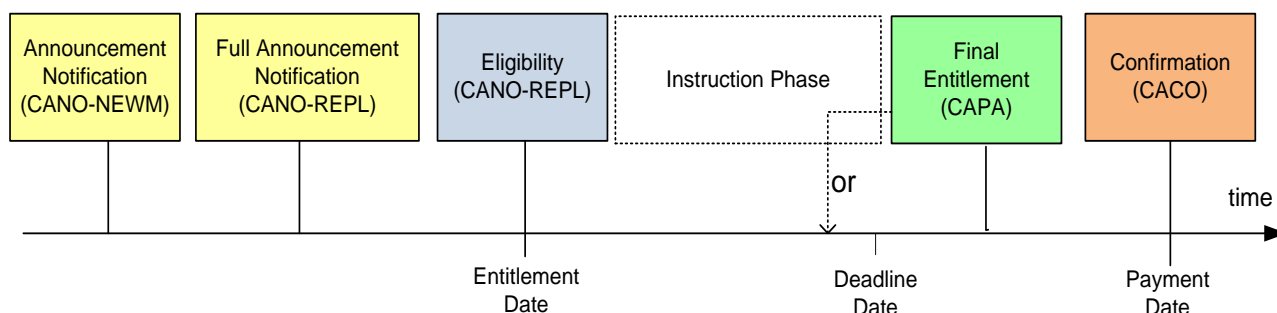 Announcement
Notification
(CANO-NEWM)
Full Announcement
Notification
(CANO-REPL)
Eligibility
(CANO-REPL)
Instruction Phase
Final
Entitlement
(CAPA)
Confirmation
(CACO)
or
time
Entitlement
Date
Deadline
Date
Payment
Date